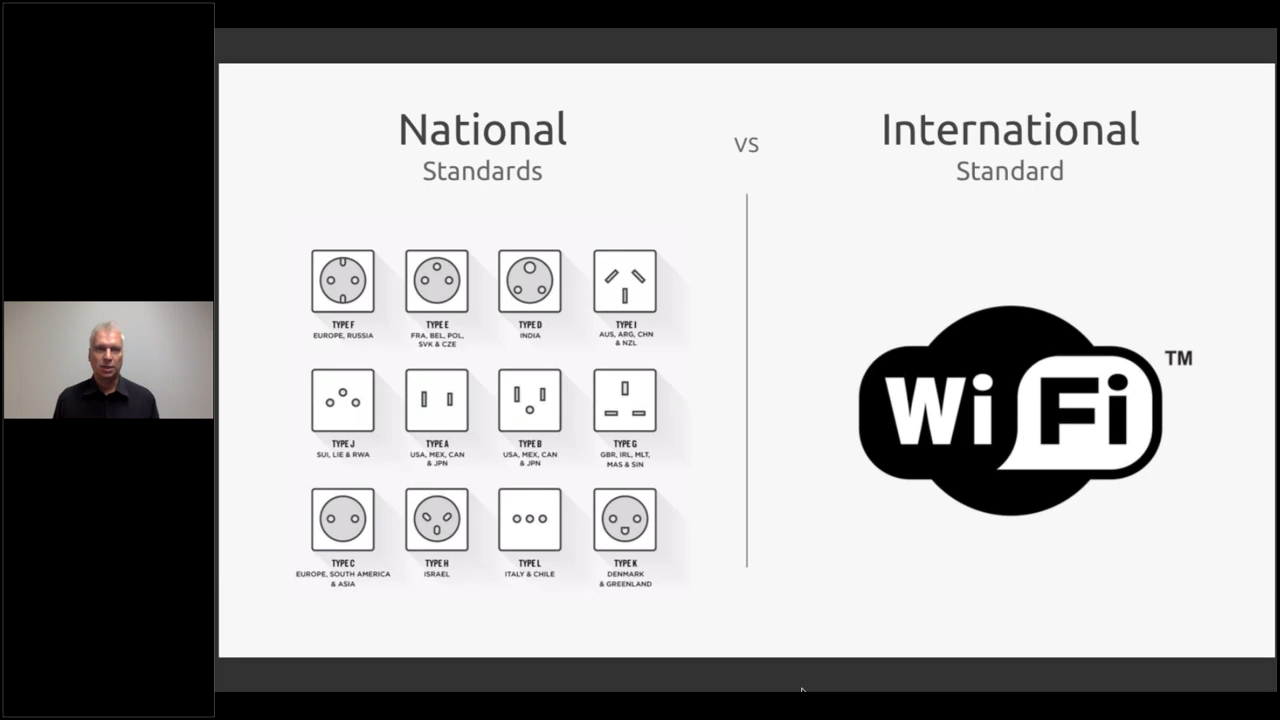 National
Standards
VS
International
Standard
TYPE F
EUROPE, RUSSIA
TYPE E
FRA, BEL, POL,
SVK & CZE
TYPE D
INDIA
TYPE I
AUS, ARG, CHN
& NZL
TYPE J
SUI, LIE & RWA
TYPE A
USA, MEX, CAN
& JPN
TYPE B
USA, MEX, CAN
& JPN
TYPE G
GBR, IRL, MLT,
MAS & SIN
TYPE C
EUROPE, SOUTH AMERICA
& ASIA
TYPE H
ISRAEL
TYPE L
ITALY & CHILE
TYPE K
DENMARK
& GREENLAND
Wi Fi TM